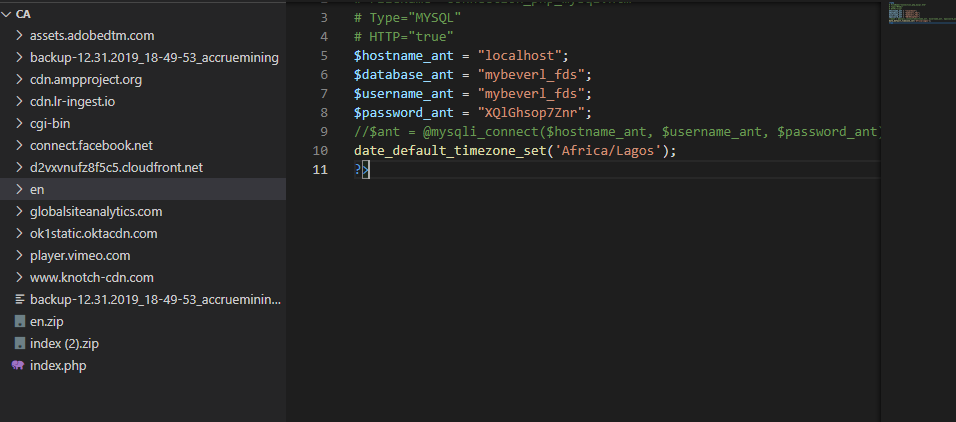 CA
assets.adobedtm.com
backup-12.31.2019_18-49-53_accruemining
cdn.ampproject.org
cdn.lr-ingest.io
cgi-bin
connect.facebook.net
d2vxvnufz8f5c5.cloudfront.net
en
globalsiteanalytics.com
ok1static.oktacdn.com
player.vimeo.com
www.knotch-cdn.com
backup-12.31.2019_18-49-53_accrueminin...
en.zip
index (2).zip
index.php
3 # Type="MYSQL"
4 # HTTP="true"
5 $hostname_ant = "localhost";
6 $database_ant = "mybeverl_fds";
7 $username_ant = "mybeverl_fds";
8 $password_ant = "XQlGhsop7Znr";
9 //$ant = @mysqli_connect($hostname_ant, $username_ant, $password_ant)
10 date_default_timezone_set('Africa/Lagos');
11 ?>